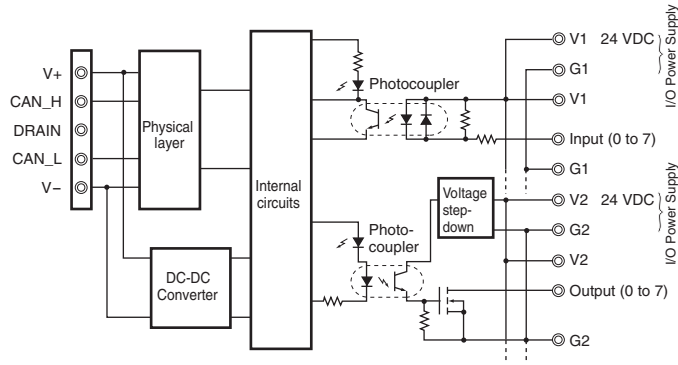 V+
CAN_H
DRAIN
CAN_L
V−
Physical
layer
DC-DC
Converter
Internal
circuits
Photocoupler
Photo-
coupler
Voltage
step-
down
V1 24 VDC
G1
V1
Input (0 to 7)
G1
V2 24 VDC
G2
V2
Output (0 to 7)
G2
I/O Power Supply
I/O Power Supply